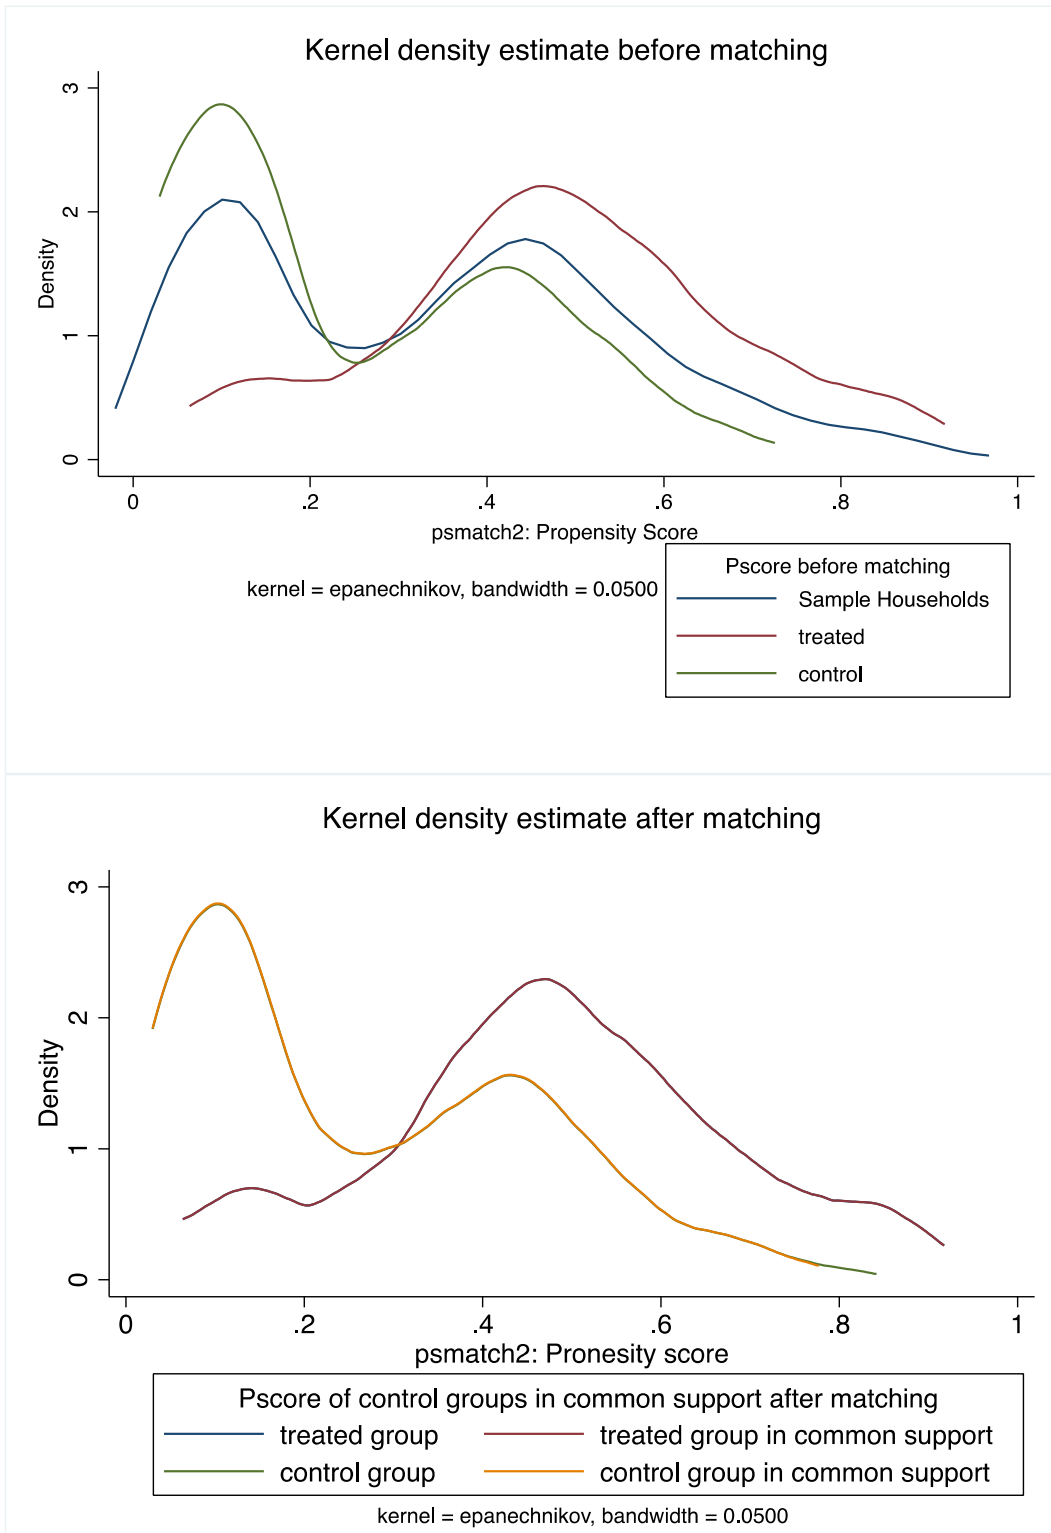 Kernel density estimate before matching
3
2
1
0
Density
0 .2 .4 .6 .8 1
psmatch2: Propensity Score
kernel = epanechnikov, bandwidth = 0.0500
Pscore before matching
Sample Households
treated
control
Kernel density estimate after matching
3
2
1
0
Density
0 .2 .4 .6 .8 1
psmatch2: Pronesity score
Pscore of control groups in common support after matching
treated group treated group in common support
control group control group in common support
kernel = epanechnikov, bandwidth = 0.0500